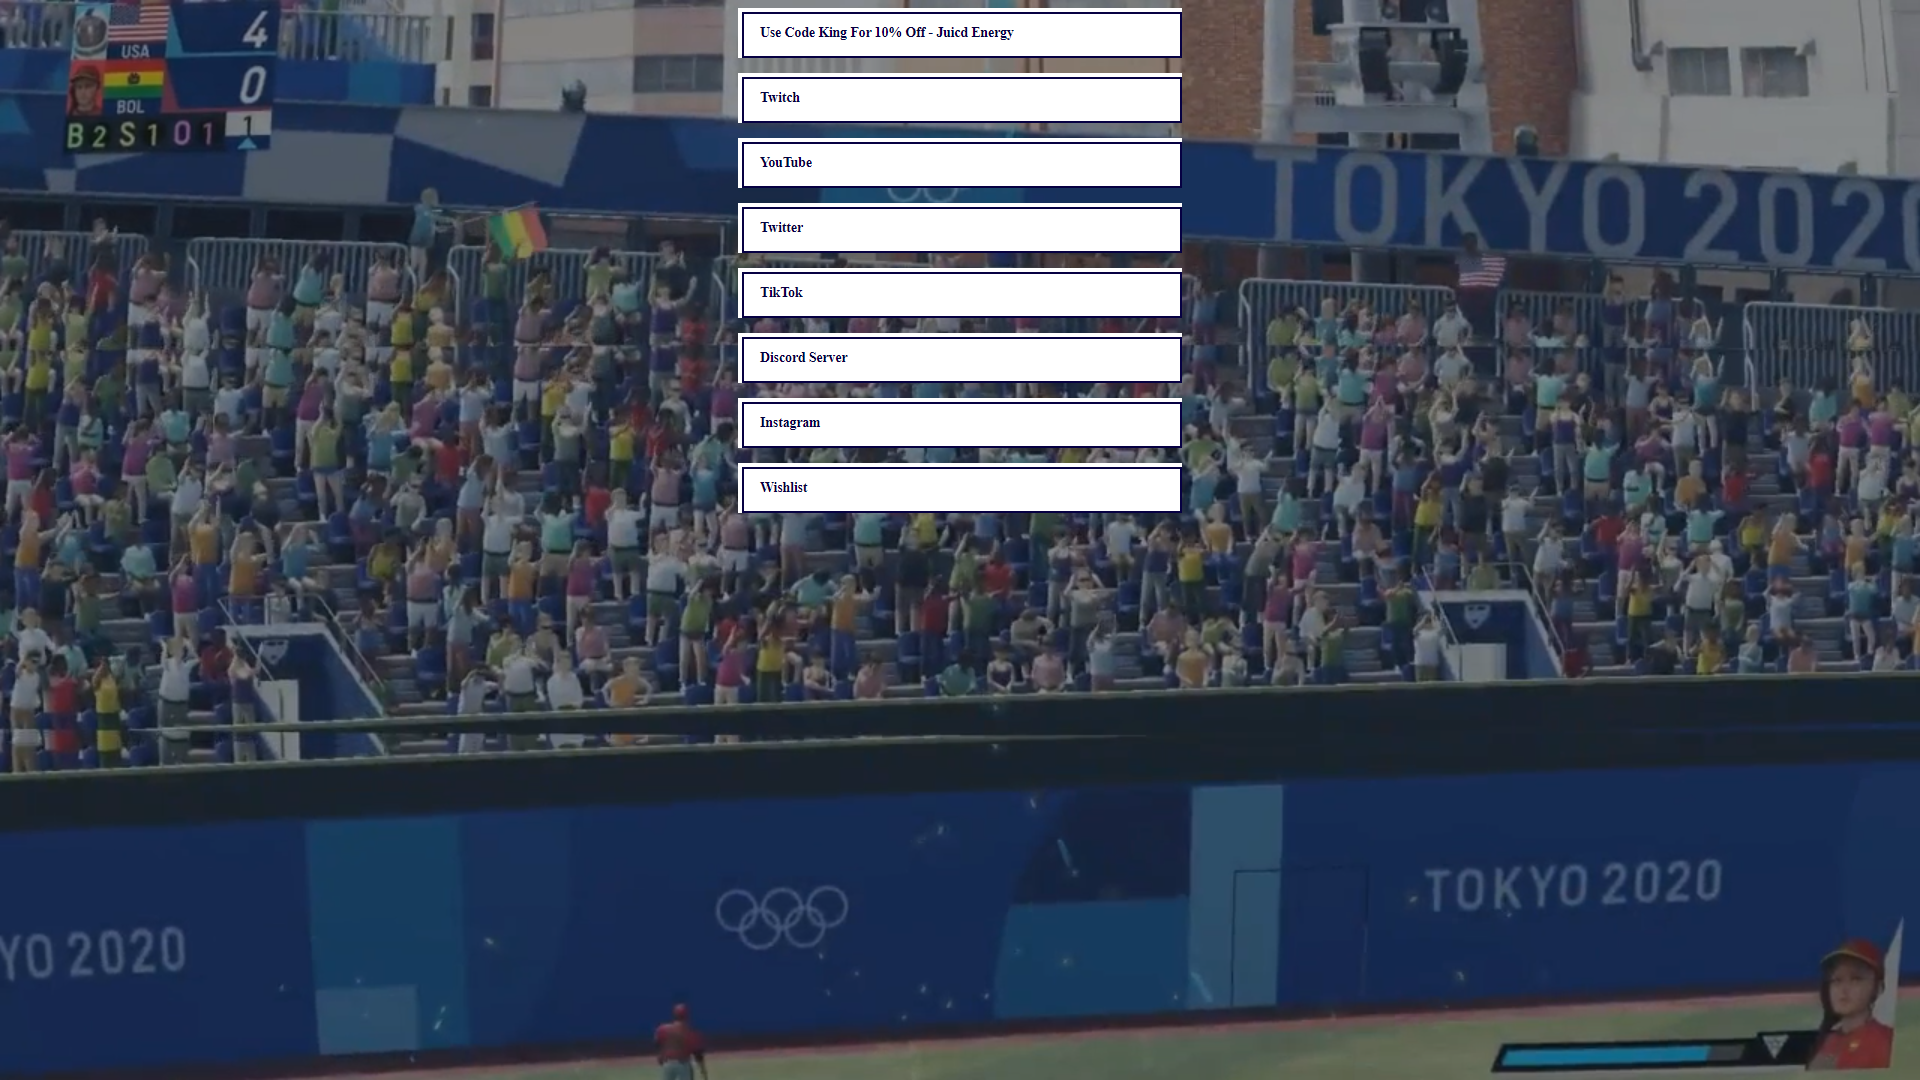 USA 4
BOL 0
B 2 S 1 O 1 1
Use Code King For 10% Off - Juicd Energy
Twitch
YouTube
Twitter
TikTok
Discord Server
Instagram
Wishlist
TOKYO 2020
YO 2020
TOKYO 2020